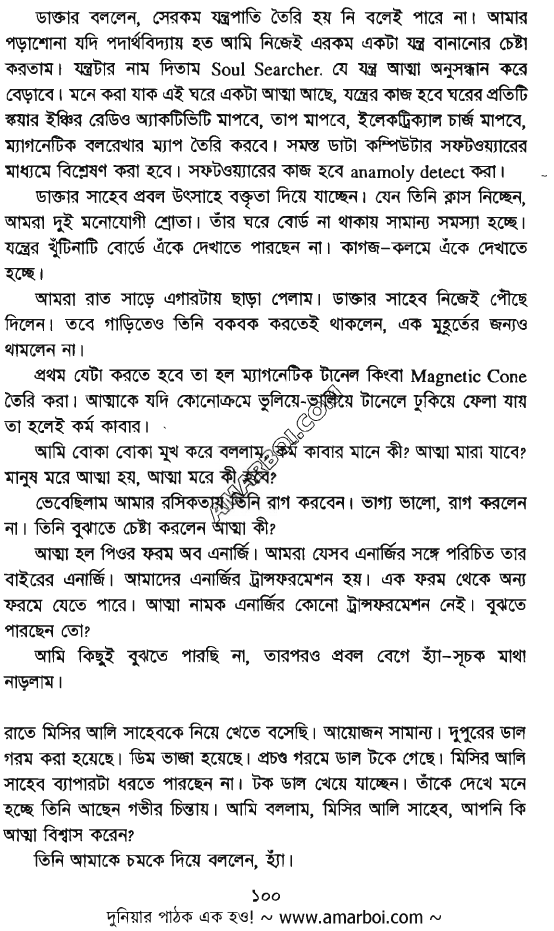 ডাক্তার বললেন, সেরকম যন্ত্রপাতি তৈরি হয় নি বলেই পারে না। আমার
পড়াশোনা যদি পদার্থবিদ্যায় হত আমি নিজেই এরকম একটা যন্ত্র বানানোর চেষ্টা
করতাম। যন্ত্রটার নাম দিতাম Soul Searcher. যে যন্ত্র আত্মা অনুসন্ধান করে
বেড়াবে। মনে করা যাক এই ঘরে একটা আত্মা আছে, যন্ত্রের কাজ হবে ঘরের প্রতিটি
স্কয়ার ইঞ্চির রেডিও অ্যাকটিভিটি মাপবে, তাপ মাপবে, ইলেকট্রিক্যাল চার্জ মাপবে,
ম্যাগনেটিক বলরেখার ম্যাপ তৈরি করবে। সমস্ত ডাটা কম্পিউটার সফটওয়্যারের
মাধ্যমে বিশ্লেষণ করা হবে। সফটওয়্যারের কাজ হবে anamoly detect করা।
ডাক্তার সাহেব প্রবল উৎসাহে বক্তৃতা দিয়ে যাচ্ছেন। যেন তিনি ক্লাস নিচ্ছেন,
আমরা দুই মনোযোগী শ্রোতা। তাঁর ঘরে বোর্ড না থাকায় সামান্য সমস্যা হচ্ছে।
যন্ত্রের খুঁটিনাটি বোর্ডে এঁকে দেখাতে পারছেন না। কাগজ-কলমে এঁকে দেখাতে
হচ্ছে।
আমরা রাত সাড়ে এগারটায় ছাড়া পেলাম। ডাক্তার সাহেব নিজেই পৌঁছে
দিলেন। তবে গাড়িতেও তিনি বকবক করতেই থাকলেন, এক মুহূর্তের জন্যও
থামলেন না।
প্রথম যেটা করতে হবে তা হল ম্যাগনেটিক টানেল কিংবা Magnetic Cone
তৈরি করা। আত্মাকে যদি কোনোক্রমে ভুলিয়ে-ভালিয়ে টানেলে ঢুকিয়ে ফেলা যায়
তা হলেই কর্ম কাবার।
আমি বোকা বোকা মুখ করে বললাম, কর্ম কাবার মানে কী? আত্মা মারা যাবে?
মানুষ মরে আত্মা হয়, আত্মা মরে কী হবে?
ভেবেছিলাম আমার রসিকতায় তিনি রাগ করবেন। ভাগ্য ভালো, রাগ করলেন
না। তিনি বুঝাতে চেষ্টা করলেন আত্মা কী?
আত্মা হল পিওর ফরম অব এনার্জি। আমরা যেসব এনার্জির সঙ্গে পরিচিত তার
বাইরের এনার্জি। আমাদের এনার্জির ট্রান্সফরমেশন হয়। এক ফরম থেকে অন্য
ফরমে যেতে পারে। আত্মা নামক এনার্জির কোনো ট্রান্সফরমেশন নেই। বুঝতে
পারছেন তো?
আমি কিছুই বুঝতে পারছি না, তারপরও প্রবল বেগে হ্যাঁ-সূচক মাথা
নাড়লাম।
রাতে মিসির আলি সাহেবকে নিয়ে খেতে বসেছি। আয়োজন সামান্য। দুপুরের ডাল
গরম করা হয়েছে। ডিম ভাজা হয়েছে। প্রচণ্ড গরমে ডাল টকে গেছে। মিসির আলি
সাহেব ব্যাপারটা ধরতে পারছেন না। টক ডাল খেয়ে যাচ্ছেন। তাঁকে দেখে মনে
হচ্ছে তিনি আছেন গভীর চিন্তায়। আমি বললাম, মিসির আলি সাহেব, আপনি কি
আত্মা বিশ্বাস করেন?
তিনি আমাকে চমকে দিয়ে বললেন, হ্যাঁ।
১০০
দুনিয়ার পাঠক এক হও! ~ www.amarboi.com ~
AMARBOI.COM